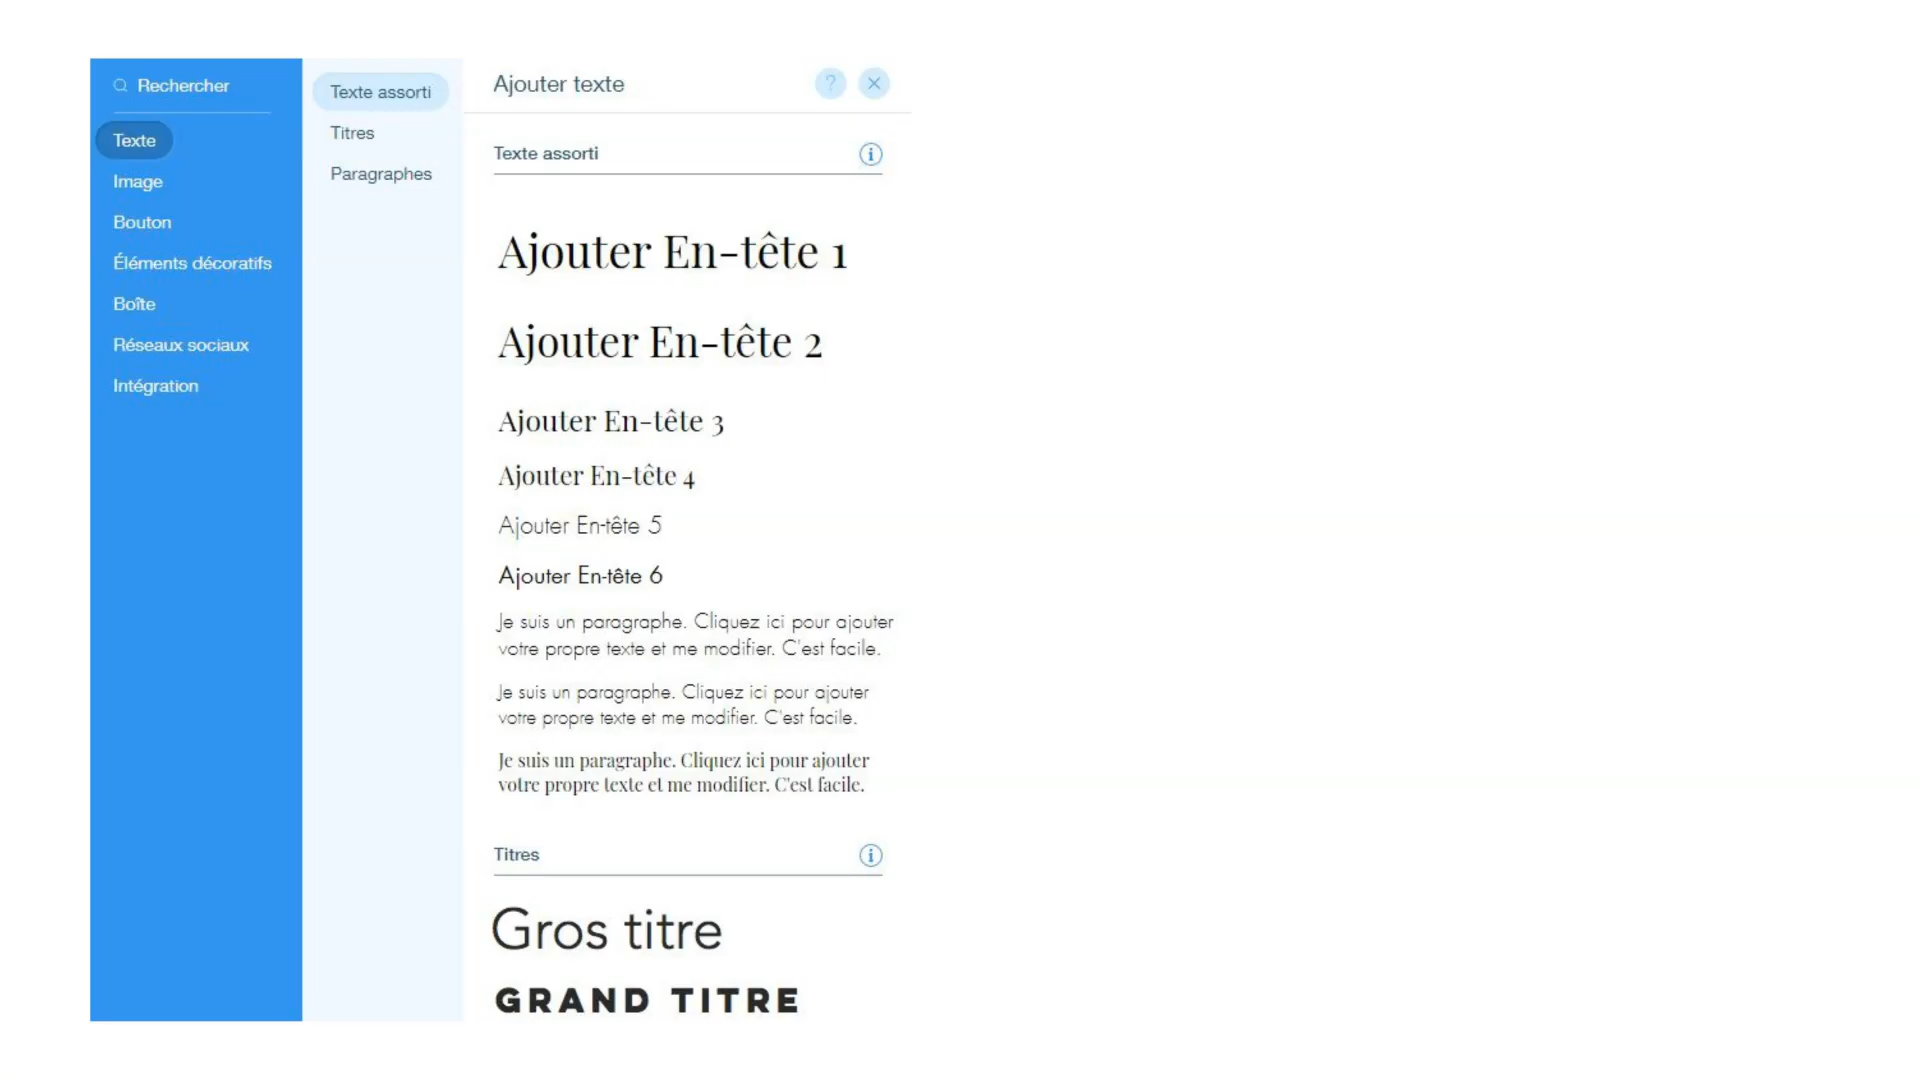 Rechercher
Texte
Image
Bouton
Éléments décoratifs
Boîte
Réseaux sociaux
Intégration
Texte assorti
Titres
Paragraphes
Ajouter texte
?
Texte assorti
Ajouter En-tête 1
Ajouter En-tête 2
Ajouter En-tête 3
Ajouter En-tête 4
Ajouter En-tête 5
Ajouter En-tête 6
Je suis un paragraphe. Cliquez ici pour ajouter
votre propre texte et me modifier. C'est facile.
Je suis un paragraphe. Cliquez ici pour ajouter
votre propre texte et me modifier. C'est facile.
Je suis un paragraphe. Cliquez ici pour ajouter
votre propre texte et me modifier. C'est facile.
Titres
Gros titre
GRAND TITRE